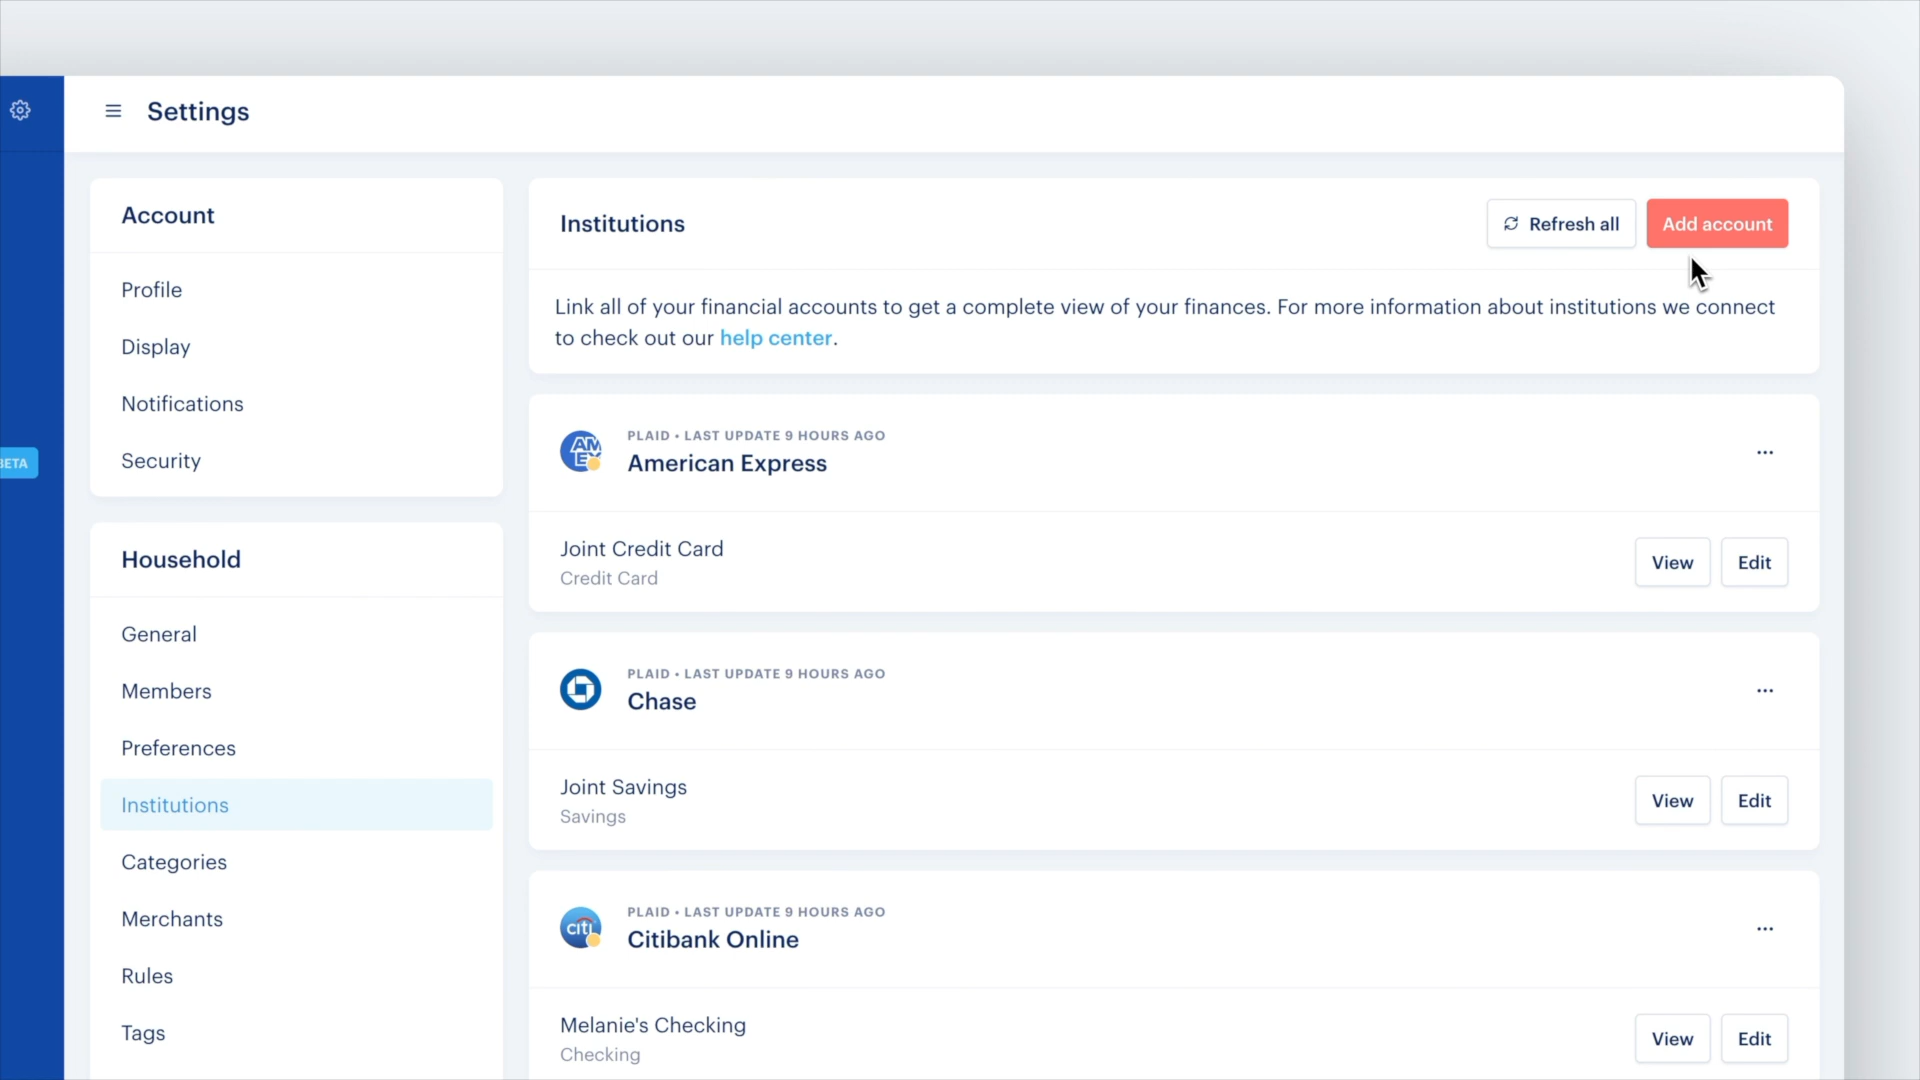 Settings
BETA
Account
Profile
Display
Notifications
Security
Household
General
Members
Preferences
Institutions
Categories
Merchants
Rules
Tags
Institutions
Refresh all
Add account
Link all of your financial accounts to get a complete view of your finances. For more information about institutions we connect
to check out our help center.
AM
EX
PLAID • LAST UPDATE 9 HOURS AGO
American Express
...
Joint Credit Card
Credit Card
View
Edit
PLAID • LAST UPDATE 9 HOURS AGO
Chase
...
Joint Savings
Savings
View
Edit
citi
PLAID • LAST UPDATE 9 HOURS AGO
Citibank Online
...
Melanie's Checking
Checking
View
Edit